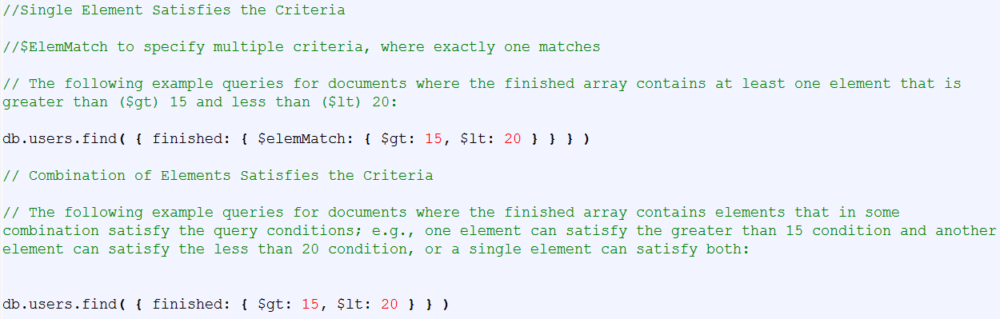 //Single Element Satisfies the Criteria
//$ElemMatch to specify multiple criteria, where exactly one matches
// The following example queries for documents where the finished array contains at least one element that is
greater than ($gt) 15 and less than ($lt) 20:
db.users.find( { finished: { $elemMatch: { $gt: 15, $lt: 20 } } } )
// Combination of Elements Satisfies the Criteria
// The following example queries for documents where the finished array contains elements that in some
combination satisfy the query conditions; e.g., one element can satisfy the greater than 15 condition and another
element can satisfy the less than 20 condition, or a single element can satisfy both:
db.users.find( { finished: { $gt: 15, $lt: 20 } } )